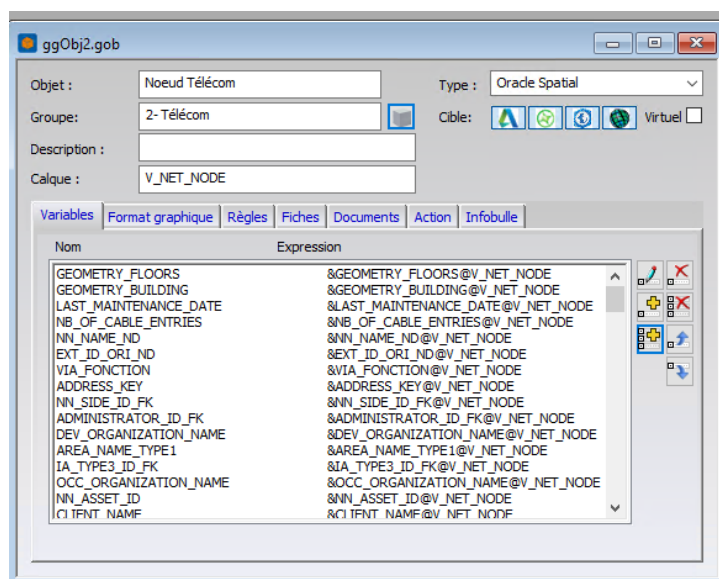 ggObj2.gob
Objet : Noeud Télécom Type : Oracle Spatial
Groupe: 2- Télécom Cible: Virtuel
Description :
Calque : V_NET_NODE
Variables Format graphique Règles Fiches Documents Action Infobulle
Nom Expression
GEOMETRY_FLOORS &GEOMETRY_FLOORS@V_NET_NODE
GEOMETRY_BUILDING &GEOMETRY_BUILDING@V_NET_NODE
LAST_MAINTENANCE_DATE &LAST_MAINTENANCE_DATE@V_NET_NODE
NB_OF_CABLE_ENTRIES &NB_OF_CABLE_ENTRIES@V_NET_NODE
NN_NAME_ND &NN_NAME_ND@V_NET_NODE
EXT_ID_ORI_ND &EXT_ID_ORI_ND@V_NET_NODE
VIA_FONCTION &VIA_FONCTION@V_NET_NODE
ADDRESS_KEY &ADDRESS_KEY@V_NET_NODE
NN_SIDE_ID_FK &NN_SIDE_ID_FK@V_NET_NODE
ADMINISTRATOR_ID_FK &ADMINISTRATOR_ID_FK@V_NET_NODE
DEV_ORGANIZATION_NAME &DEV_ORGANIZATION_NAME@V_NET_NODE
AREA_NAME_TYPE1 &AREA_NAME_TYPE1@V_NET_NODE
IA_TYPE3_ID_FK &IA_TYPE3_ID_FK@V_NET_NODE
OCC_ORGANIZATION_NAME &OCC_ORGANIZATION_NAME@V_NET_NODE
NN_ASSET_ID &NN_ASSET_ID@V_NET_NODE
CLIENT_NAME &CLIENT_NAME@V_NET_NODE